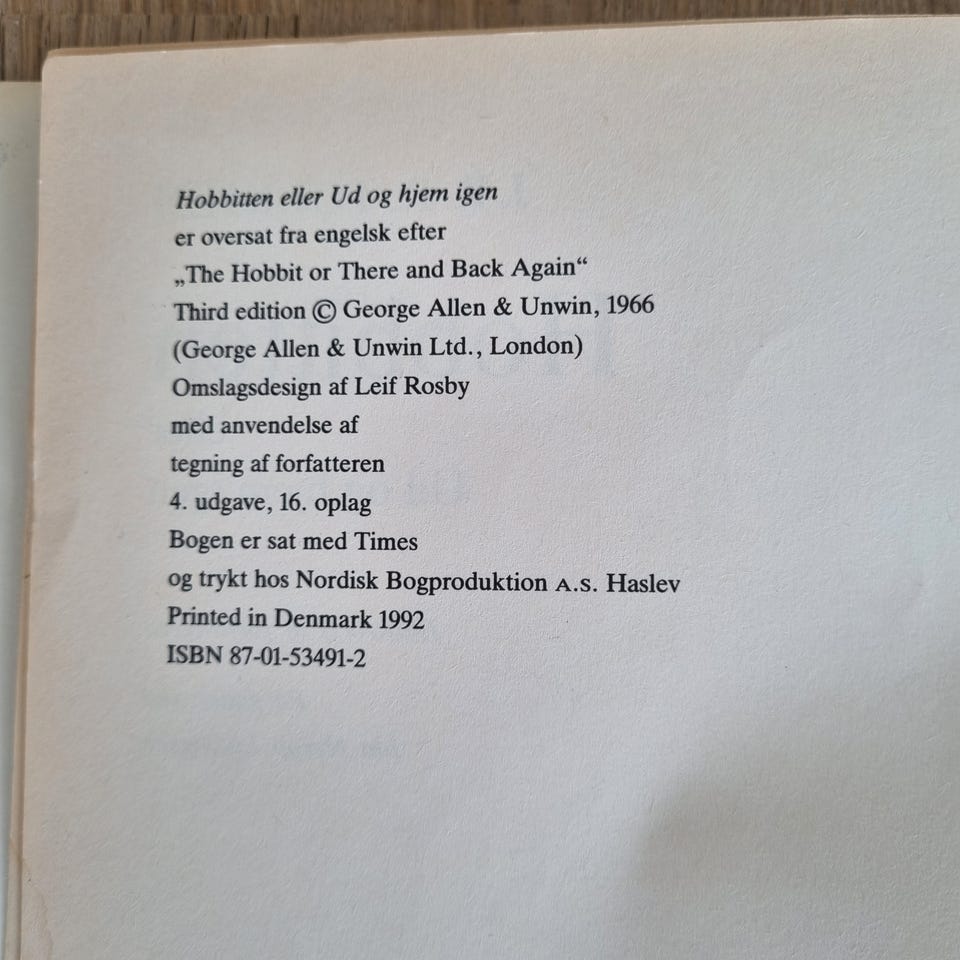 Hobbitten eller Ud og hjem igen
er oversat fra engelsk efter
„The Hobbit or There and Back Again“
Third edition © George Allen & Unwin, 1966
(George Allen & Unwin Ltd., London)
Omslagsdesign af Leif Rosby
med anvendelse af
tegning af forfatteren
4. udgave, 16. oplag
Bogen er sat med Times
og trykt hos Nordisk Bogproduktion A.S. Haslev
Printed in Denmark 1992
ISBN 87-01-53491-2